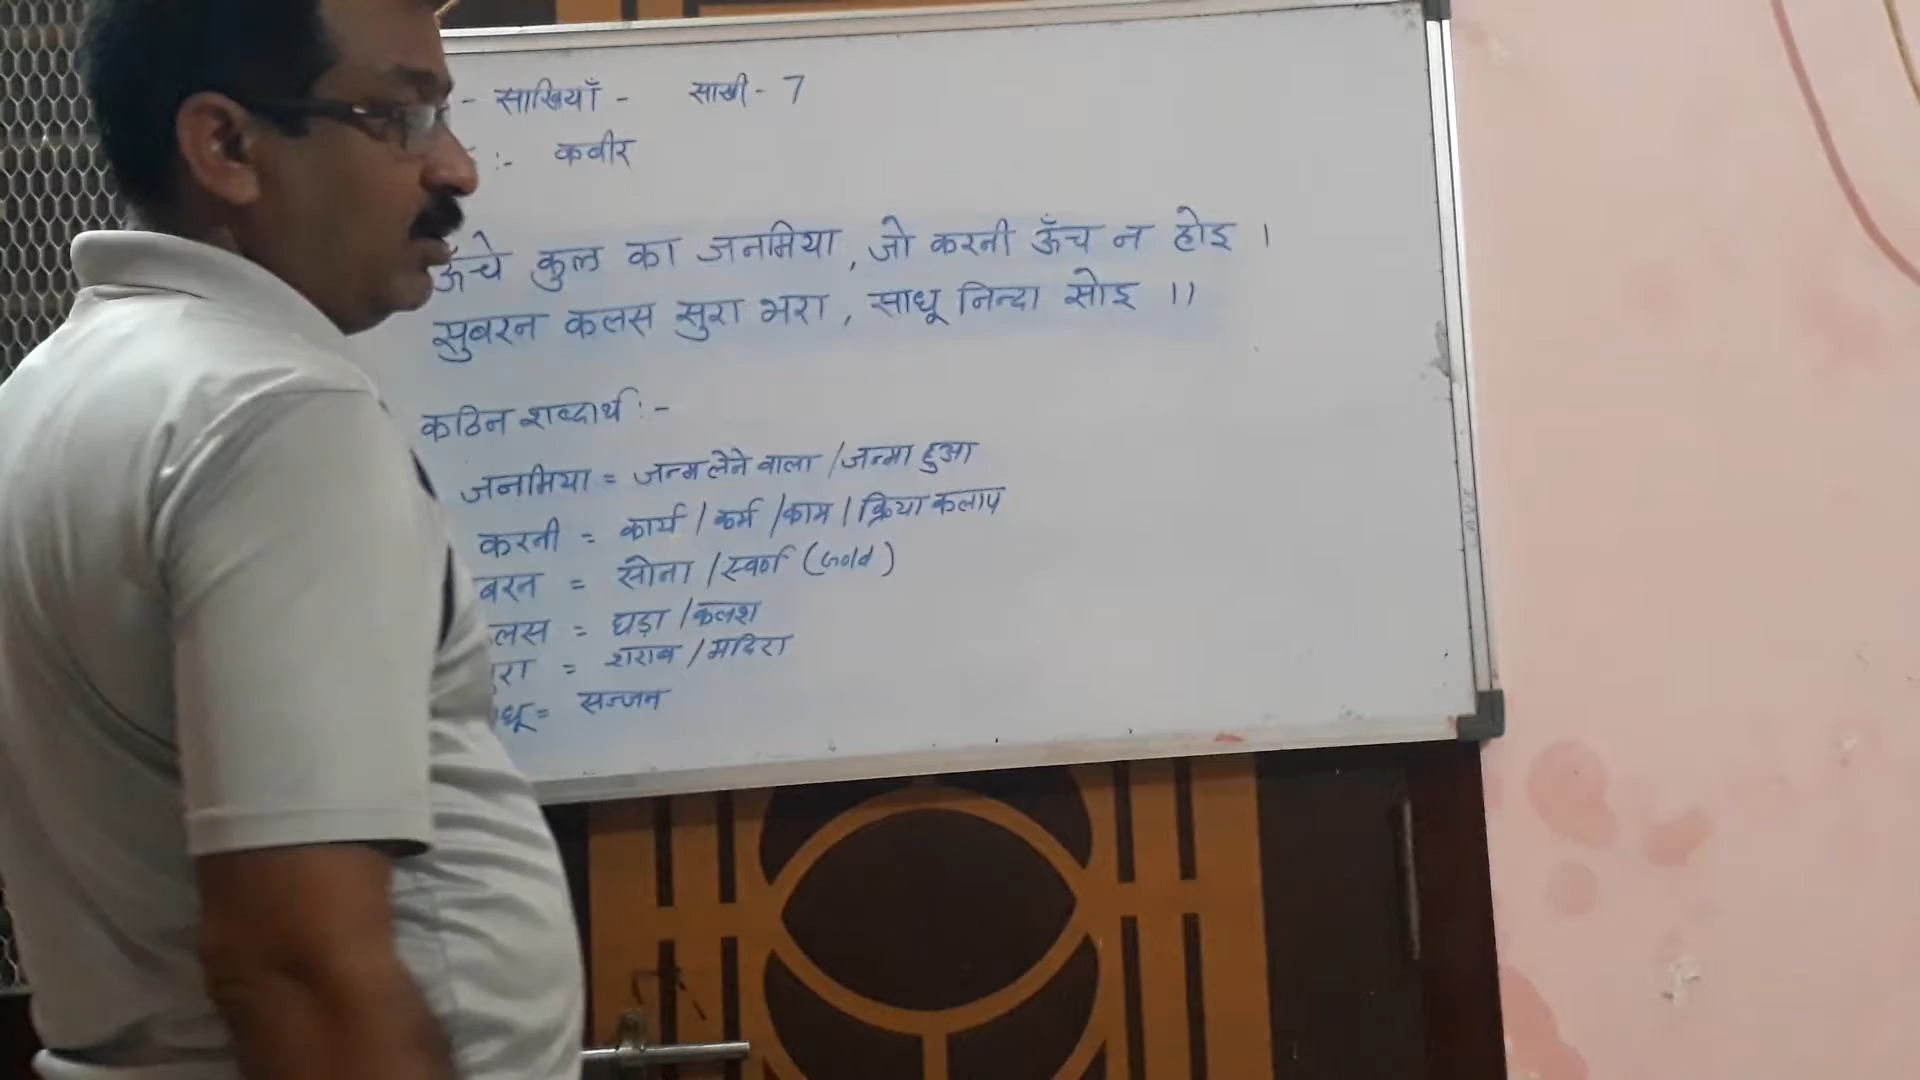 - साखियाँ - साखी - 7
:- कबीर
ऊँचे कुल का जनमिया, जो करनी ऊँच न होइ ।
सुबरन कलस सुरा भरा, साधू निन्दा सोइ ।।
कठिन शब्दार्थ :-
जनमिया = जन्म लेने वाला / जन्मा हुआ
करनी = कार्य / कर्म / काम / क्रिया कलाप
बरन = सोना / स्वर्ण (Gold)
लस = घड़ा / कलश
रा = शराब / मदिरा
धू = सज्जन